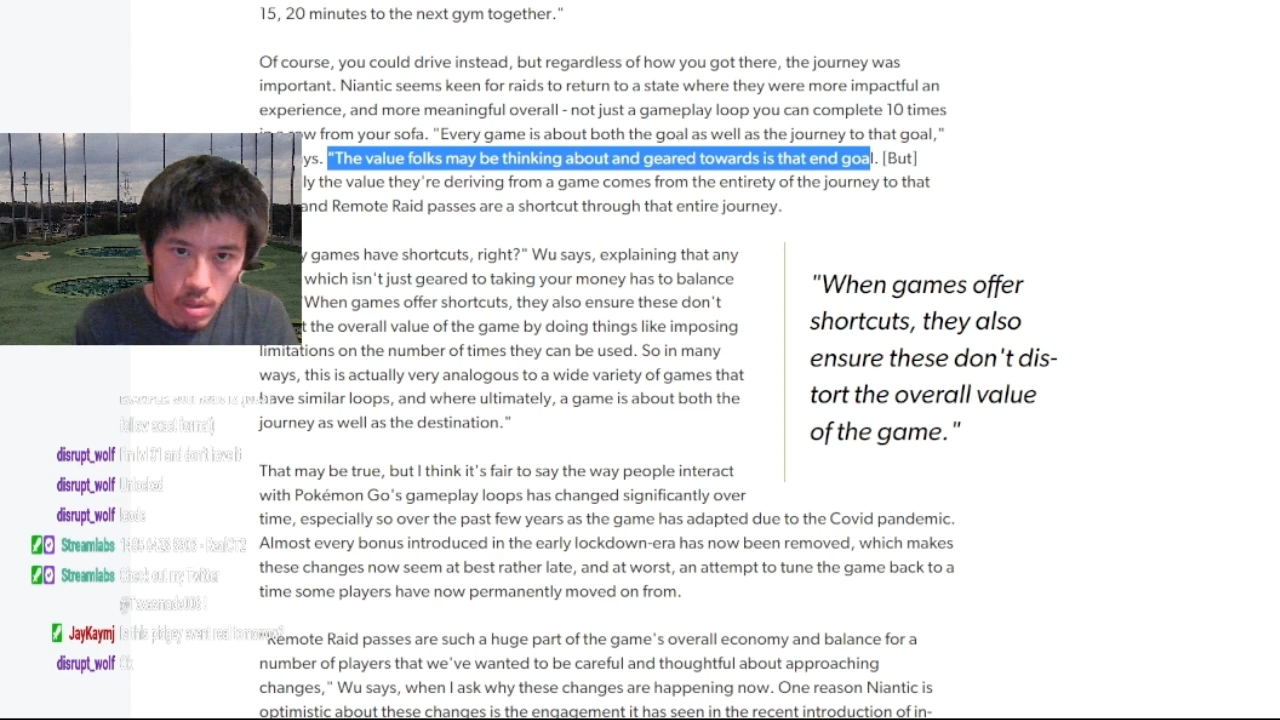 15, 20 minutes to the next gym together."
Of course, you could drive instead, but regardless of how you got there, the journey was
important. Niantic seems keen for raids to return to a state where they were more impactful an
experience, and more meaningful overall - not just a gameplay loop you can complete 10 times
from your sofa. "Every game is about both the goal as well as the journey to that goal,"
"The value folks may be thinking about and geared towards is that end goal. [But]
the value they're deriving from a game comes from the entirety of the journey to that
and Remote Raid passes are a shortcut through that entire journey.
games have shortcuts, right?" Wu says, explaining that any
which isn't just geared to taking your money has to balance
"When games offer shortcuts, they also ensure these don't
the overall value of the game by doing things like imposing
limitations on the number of times they can be used. So in many
ways, this is actually very analogous to a wide variety of games that
have similar loops, and where ultimately, a game is about both the
journey as well as the destination."
"When games offer
shortcuts, they also
ensure these don't dis-
tort the overall value
of the game."
That may be true, but I think it's fair to say the way people interact
with Pokémon Go's gameplay loops has changed significantly over
time, especially so over the past few years as the game has adapted due to the Covid pandemic.
Almost every bonus introduced in the early lockdown-era has now been removed, which makes
these changes now seem at best rather late, and at worst, an attempt to tune the game back to a
time some players have now permanently moved on from.
"Remote Raid passes are such a huge part of the game's overall economy and balance for a
number of players that we've wanted to be careful and thoughtful about approaching
changes," Wu says, when I ask why these changes are happening now. One reason Niantic is
optimistic about these changes is the engagement it has seen in the recent introduction of in-
disrupt_wolf
disrupt_wolf Unlocked
disrupt_wolf
Streamlabs
Streamlabs Check out my Twitter
JayKaymj
disrupt_wolf Ok